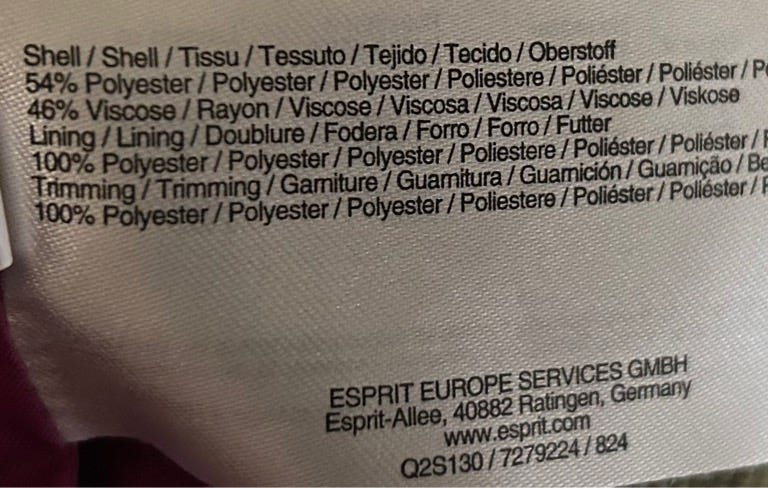 Shell / Shell / Tissu / Tessuto / Tejido / Tecido / Oberstoff
54% Polyester / Polyester / Polyester / Poliestere / Poliéster / Poliéster /
46% Viscose / Rayon / Viscose / Viscosa / Viscosa / Viscose / Viskose
Lining / Lining / Doublure / Fodera / Forro / Forro / Futter
100% Polyester / Polyester / Polyester / Poliestere / Poliéster / Poliéster /
Trimming / Trimming / Garniture / Guarnitura / Guarnición / Guarnição /
100% Polyester / Polyester / Polyester / Poliestere / Poliéster / Poliéster /
ESPRIT EUROPE SERVICES GMBH
Esprit-Allee, 40882 Ratingen, Germany
www.esprit.com
Q2S130 / 7279224 / 824